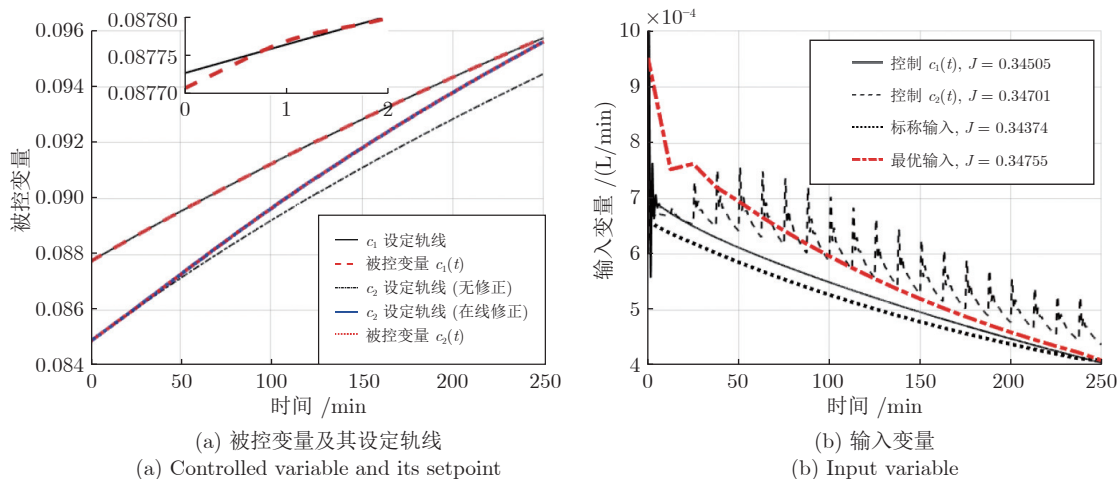 0.08780
0.08775
0.08770
0
1
2
0.096
0.094
0.092
0.090
0.088
0.086
0.084
被控变量
c₁ 设定轨线
被控变量 c₁(t)
c₂ 设定轨线 (无修正)
c₂ 设定轨线 (在线修正)
被控变量 c₂(t)
0 50 100 150 200 250
时间 /min
(a) 被控变量及其设定轨线
(a) Controlled variable and its setpoint
×10⁻⁴
10
9
8
7
6
5
4
输入变量 /(L/min)
控制 c₁(t), J = 0.34505
控制 c₂(t), J = 0.34701
标称输入, J = 0.34374
最优输入, J = 0.34755
0 50 100 150 200 250
时间 /min
(b) 输入变量
(b) Input variable